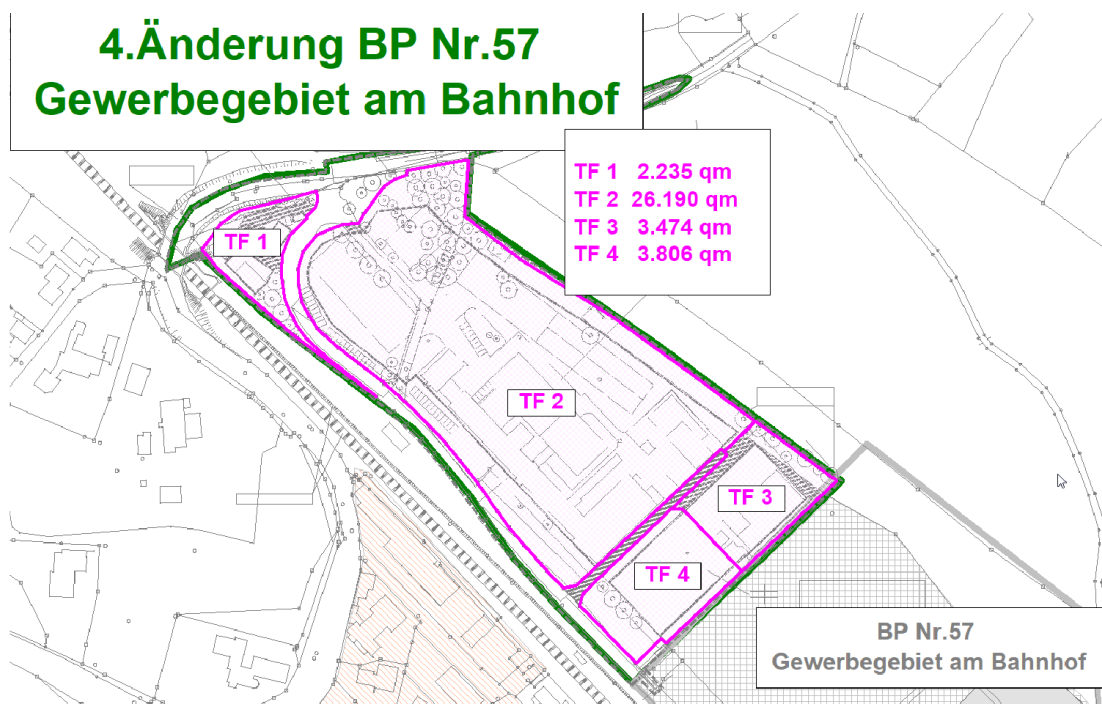 4.Änderung BP Nr.57
Gewerbegebiet am Bahnhof
TF 1 2.235 qm
TF 2 26.190 qm
TF 3 3.474 qm
TF 4 3.806 qm
TF 1
TF 2
TF 3
TF 4
BP Nr.57
Gewerbegebiet am Bahnhof